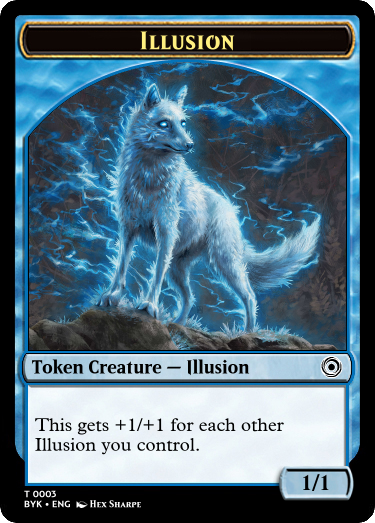 Illusion
Token Creature — Illusion
This gets +1/+1 for each other
Illusion you control.
1/1
T 0003
BYK • ENG Hex Sharpe